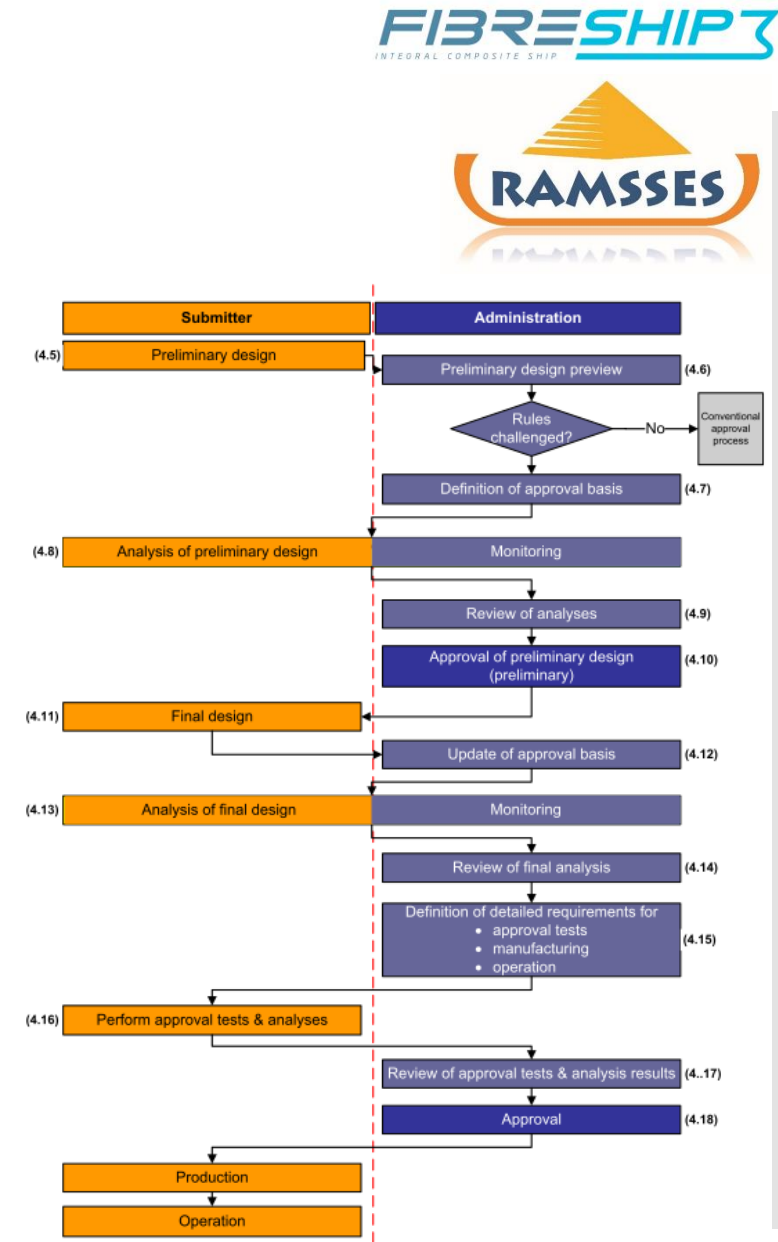 FIBRESHIP
INTEGRAL COMPOSITE SHIP
RAMSSES
Submitter
Administration
(4.5)
Preliminary design
Preliminary design preview
(4.6)
Rules
challenged?
No
Conventional
approval
process
Definition of approval basis
(4.7)
(4.8)
Analysis of preliminary design
Monitoring
Review of analyses
(4.9)
Approval of preliminary design
(preliminary)
(4.10)
(4.11)
Final design
Update of approval basis
(4.12)
(4.13)
Analysis of final design
Monitoring
Review of final analysis
(4.14)
Definition of detailed requirements for
• approval tests
• manufacturing
• operation
(4.15)
(4.16)
Perform approval tests & analyses
Review of approval tests & analysis results
(4..17)
Approval
(4.18)
Production
Operation